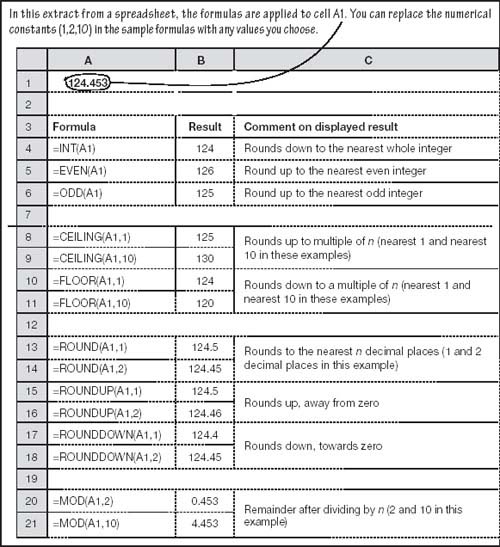 In this extract from a spreadsheet, the formulas are applied to cell A1. You can replace the numerical
constants (1,2,10) in the sample formulas with any values you choose.
A B C
1 124.453
2
3 Formula Result Comment on displayed result
4 =INT(A1) 124 Rounds down to the nearest whole integer
5 =EVEN(A1) 126 Round up to the nearest even integer
6 =ODD(A1) 125 Round up to the nearest odd integer
7
8 =CEILING(A1,1) 125 Rounds up to multiple of n (nearest 1 and nearest
9 =CEILING(A1,10) 130 10 in these examples)
10 =FLOOR(A1,1) 124 Rounds down to a multiple of n (nearest 1 and
11 =FLOOR(A1,10) 120 nearest 10 in these examples)
12
13 =ROUND(A1,1) 124.5 Rounds to the nearest n decimal places (1 and 2
14 =ROUND(A1,2) 124.45 decimal places in this example)
15 =ROUNDUP(A1,1) 124.5 Rounds up, away from zero
16 =ROUNDUP(A1,2) 124.46
17 =ROUNDDOWN(A1,1) 124.4 Rounds down, towards zero
18 =ROUNDDOWN(A1,2) 124.45
19
20 =MOD(A1,2) 0.453 Remainder after dividing by n (2 and 10 in this
21 =MOD(A1,10) 4.453 example)